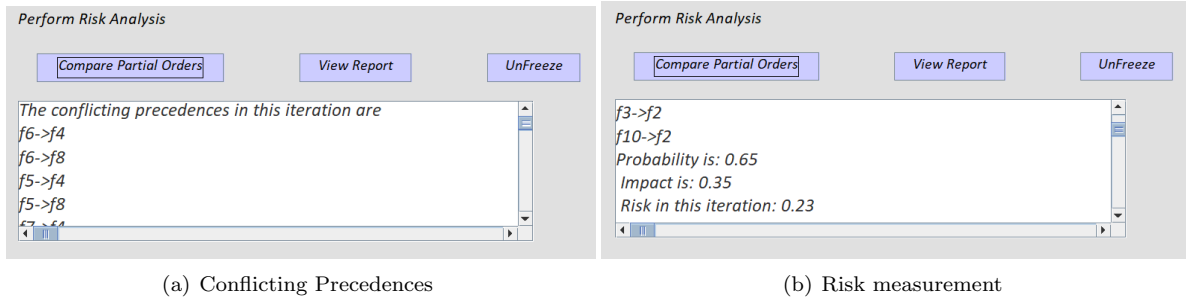 Perform Risk Analysis
Compare Partial Orders View Report UnFreeze
The conflicting precedences in this iteration are
f6->f4
f6->f8
f5->f4
f5->f8
f7->f4
(a) Conflicting Precedences
Perform Risk Analysis
Compare Partial Orders View Report UnFreeze
f3->f2
f10->f2
Probability is: 0.65
Impact is: 0.35
Risk in this iteration: 0.23
(b) Risk measurement